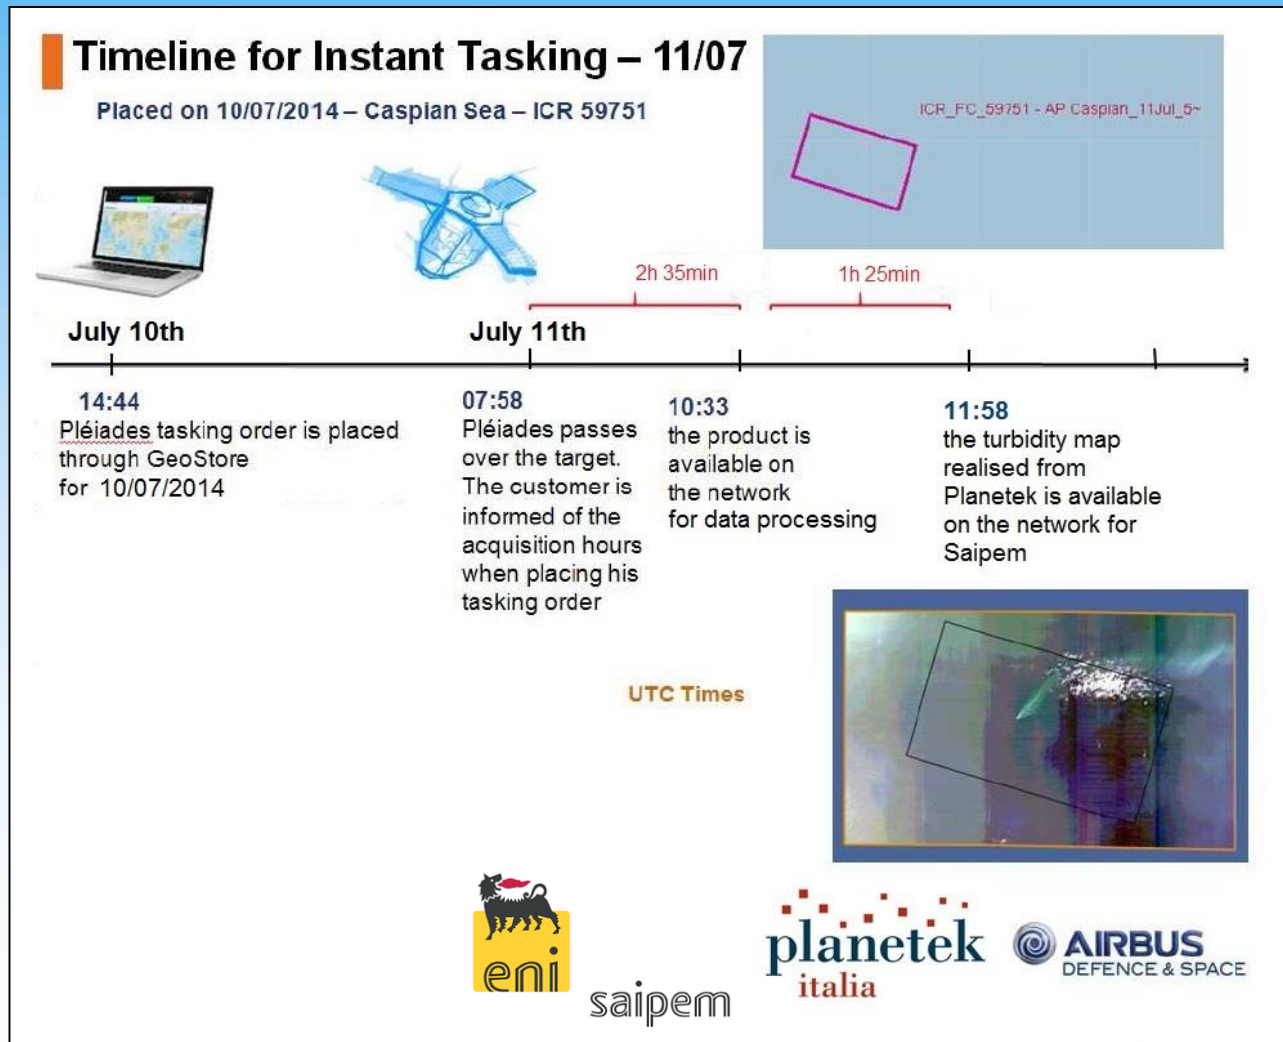 Timeline for Instant Tasking – 11/07
Placed on 10/07/2014 – Caspian Sea – ICR 59751
ICR_FC_59751 - AP Caspian_11Jul_5~
2h 35min
1h 25min
July 10th
July 11th
14:44
Pléiades tasking order is placed
through GeoStore
for 10/07/2014
07:58
Pléiades passes
over the target.
The customer is
informed of the
acquisition hours
when placing his
tasking order
10:33
the product is
available on
the network
for data processing
11:58
the turbidity map
realised from
Planetek is available
on the network for
Saipem
UTC Times
eni
saipem
planetek
italia
AIRBUS
DEFENCE & SPACE